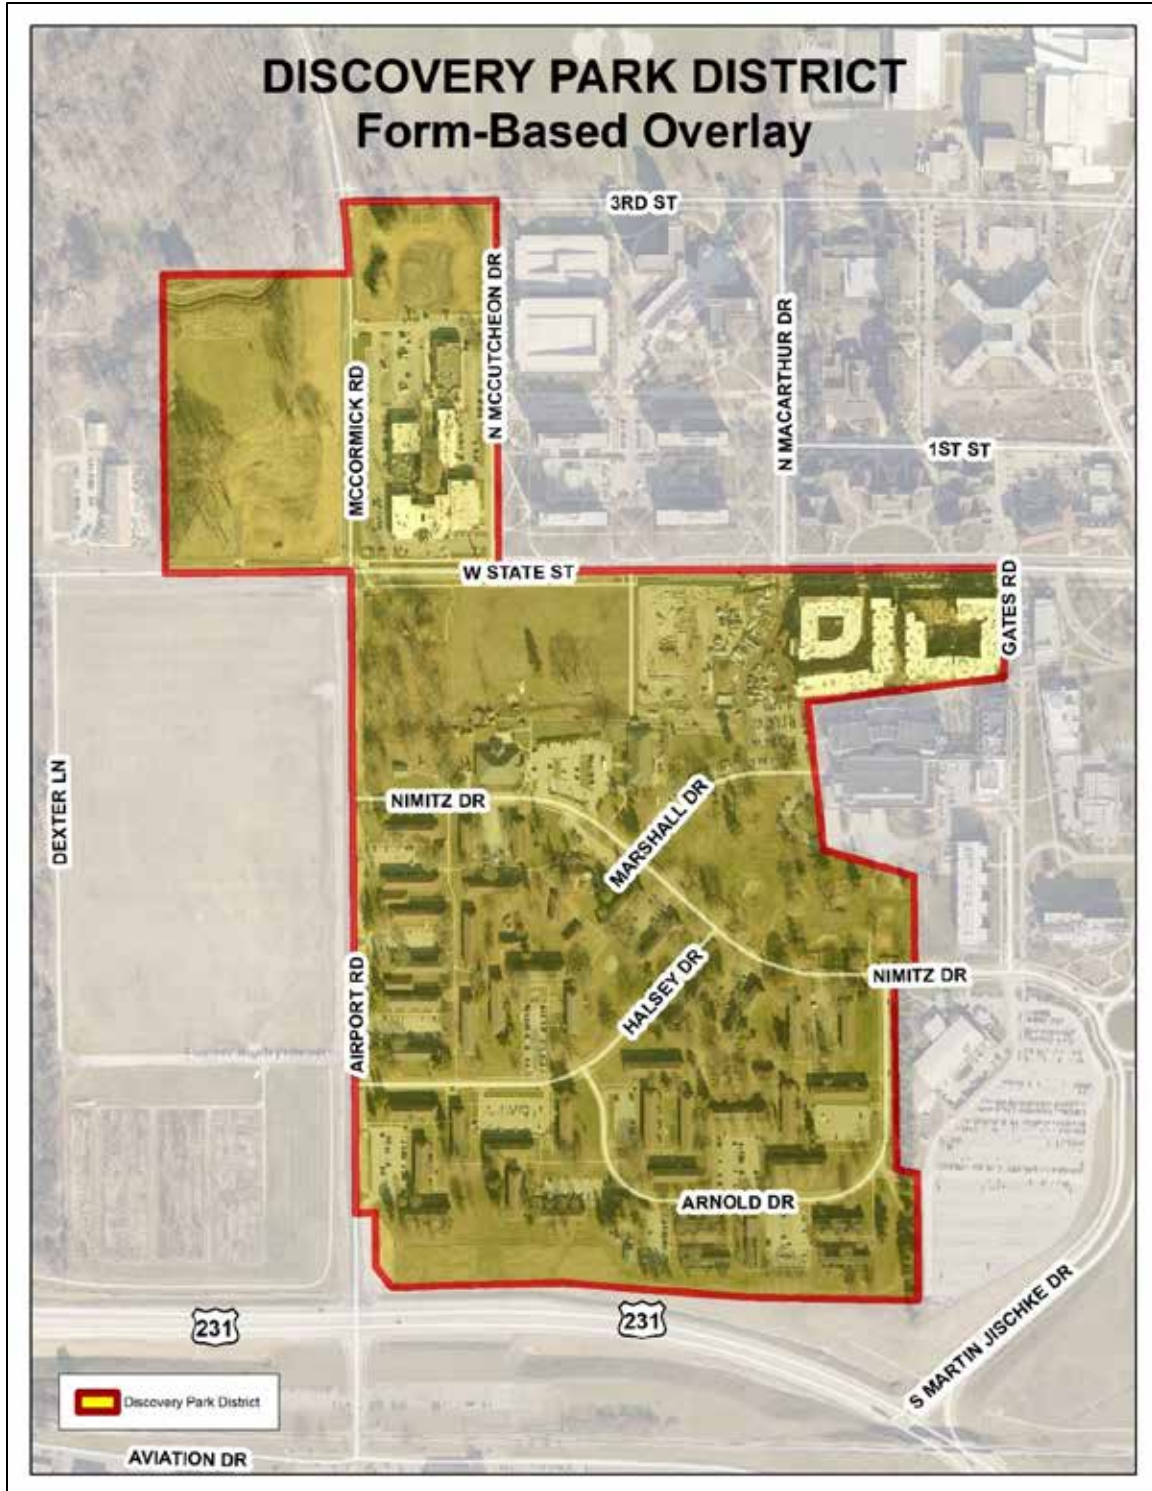 DISCOVERY PARK DISTRICT
Form-Based Overlay
3RD ST
N MCCUTCHEON DR
N MACARTHUR DR
MCCORMICK RD
1ST ST
W STATE ST
GATES RD
DEXTER LN
NIMITZ DR
MARSHALL DR
HALSEY DR
NIMITZ DR
AIRPORT RD
ARNOLD DR
231
231
S MARTIN JISCHKE DR
Discovery Park District
AVIATION DR